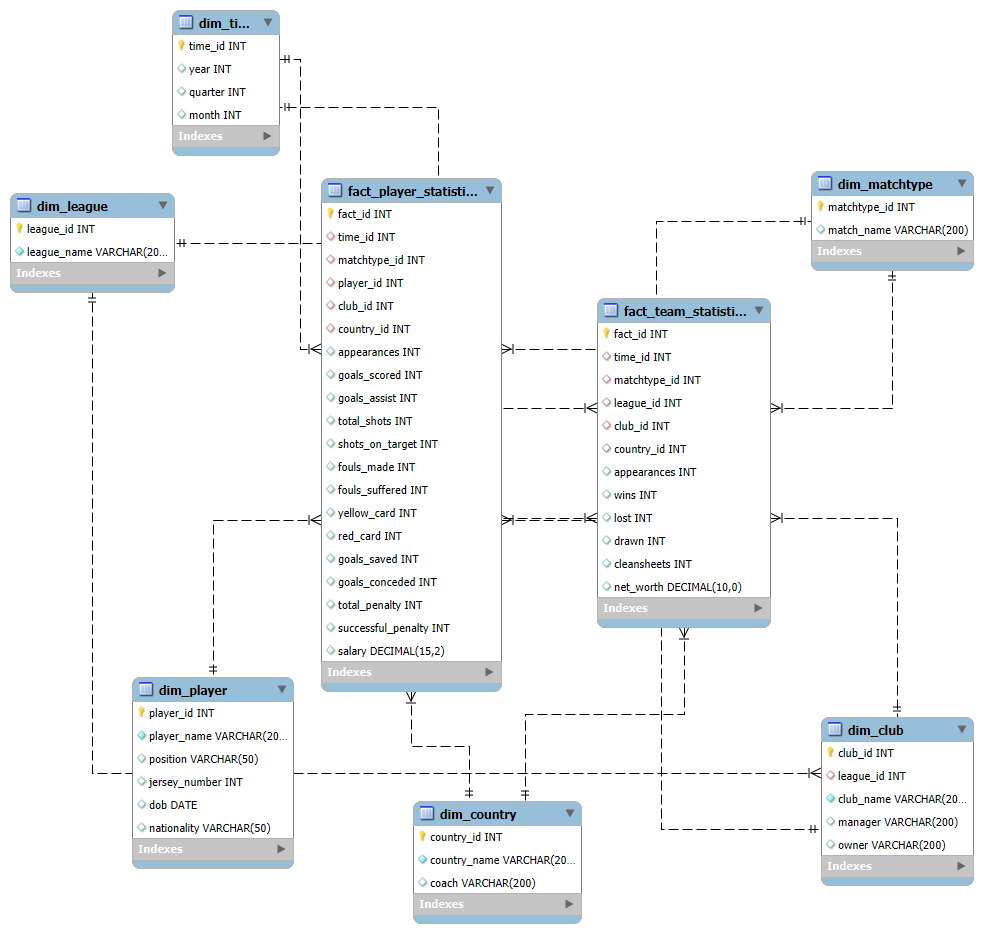 dim_ti...
time_id INT
year INT
quarter INT
month INT
Indexes
dim_league
league_id INT
league_name VARCHAR(20...
Indexes
fact_player_statisti...
fact_id INT
time_id INT
matchtype_id INT
player_id INT
club_id INT
country_id INT
appearances INT
goals_scored INT
goals_assist INT
total_shots INT
shots_on_target INT
fouls_made INT
fouls_suffered INT
yellow_card INT
red_card INT
goals_saved INT
goals_conceded INT
total_penalty INT
successful_penalty INT
salary DECIMAL(15,2)
Indexes
dim_matchtype
matchtype_id INT
match_name VARCHAR(200)
Indexes
fact_team_statisti...
fact_id INT
time_id INT
matchtype_id INT
league_id INT
club_id INT
country_id INT
appearances INT
wins INT
lost INT
drawn INT
cleansheets INT
net_worth DECIMAL(10,0)
Indexes
dim_player
player_id INT
player_name VARCHAR(20...
position VARCHAR(50)
jersey_number INT
dob DATE
nationality VARCHAR(50)
Indexes
dim_country
country_id INT
country_name VARCHAR(20...
coach VARCHAR(200)
Indexes
dim_club
club_id INT
league_id INT
club_name VARCHAR(20...
manager VARCHAR(200)
owner VARCHAR(200)
Indexes